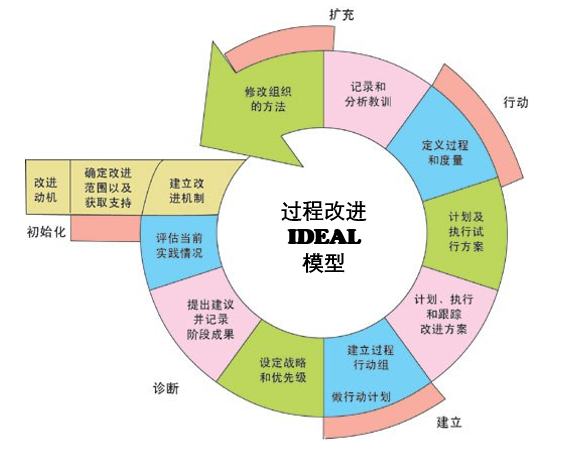 扩充
修改组织
的方法
记录和
分析教训
行动
定义过程
和度量
改进
动机
确定改进
范围以及
获取支持
建立改
进机制
过程改进
IDEAL
模型
计划及
执行试
行方案
初始化
评估当前
实践情况
提出建议
并记录
阶段成果
计划、执行
和跟踪
改进方案
设定战略
和优先级
建立过程
行动组
做行动计划
诊断
建立